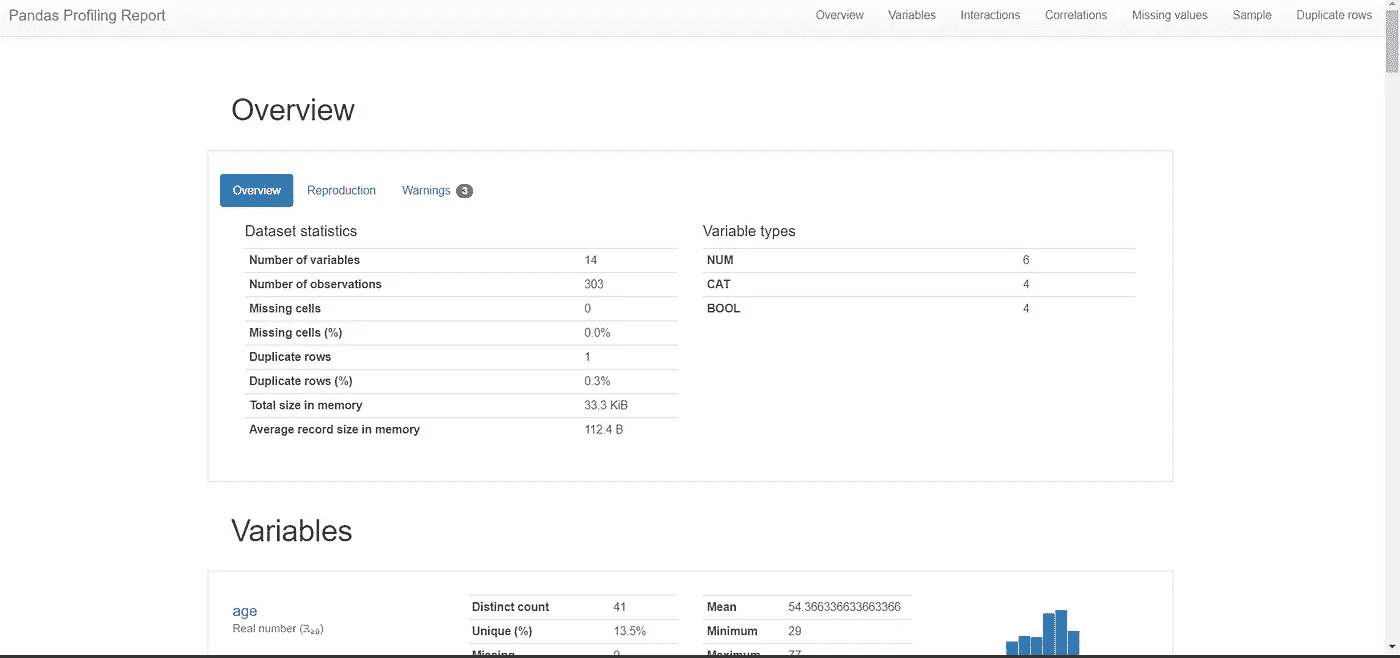 Pandas Profiling Report
Overview Variables Interactions Correlations Missing values Sample Duplicate rows
Overview
Overview Reproduction Warnings 3
Dataset statistics
Number of variables 14
Number of observations 303
Missing cells 0
Missing cells (%) 0.0%
Duplicate rows 1
Duplicate rows (%) 0.3%
Total size in memory 33.3 KiB
Average record size in memory 112.4 B
Variable types
NUM 6
CAT 4
BOOL 4
Variables
age
Real number (ℝ≥0)
Distinct count 41
Unique (%) 13.5%
Missing 0
Mean 54.366336633663366
Minimum 29
Maximum 77